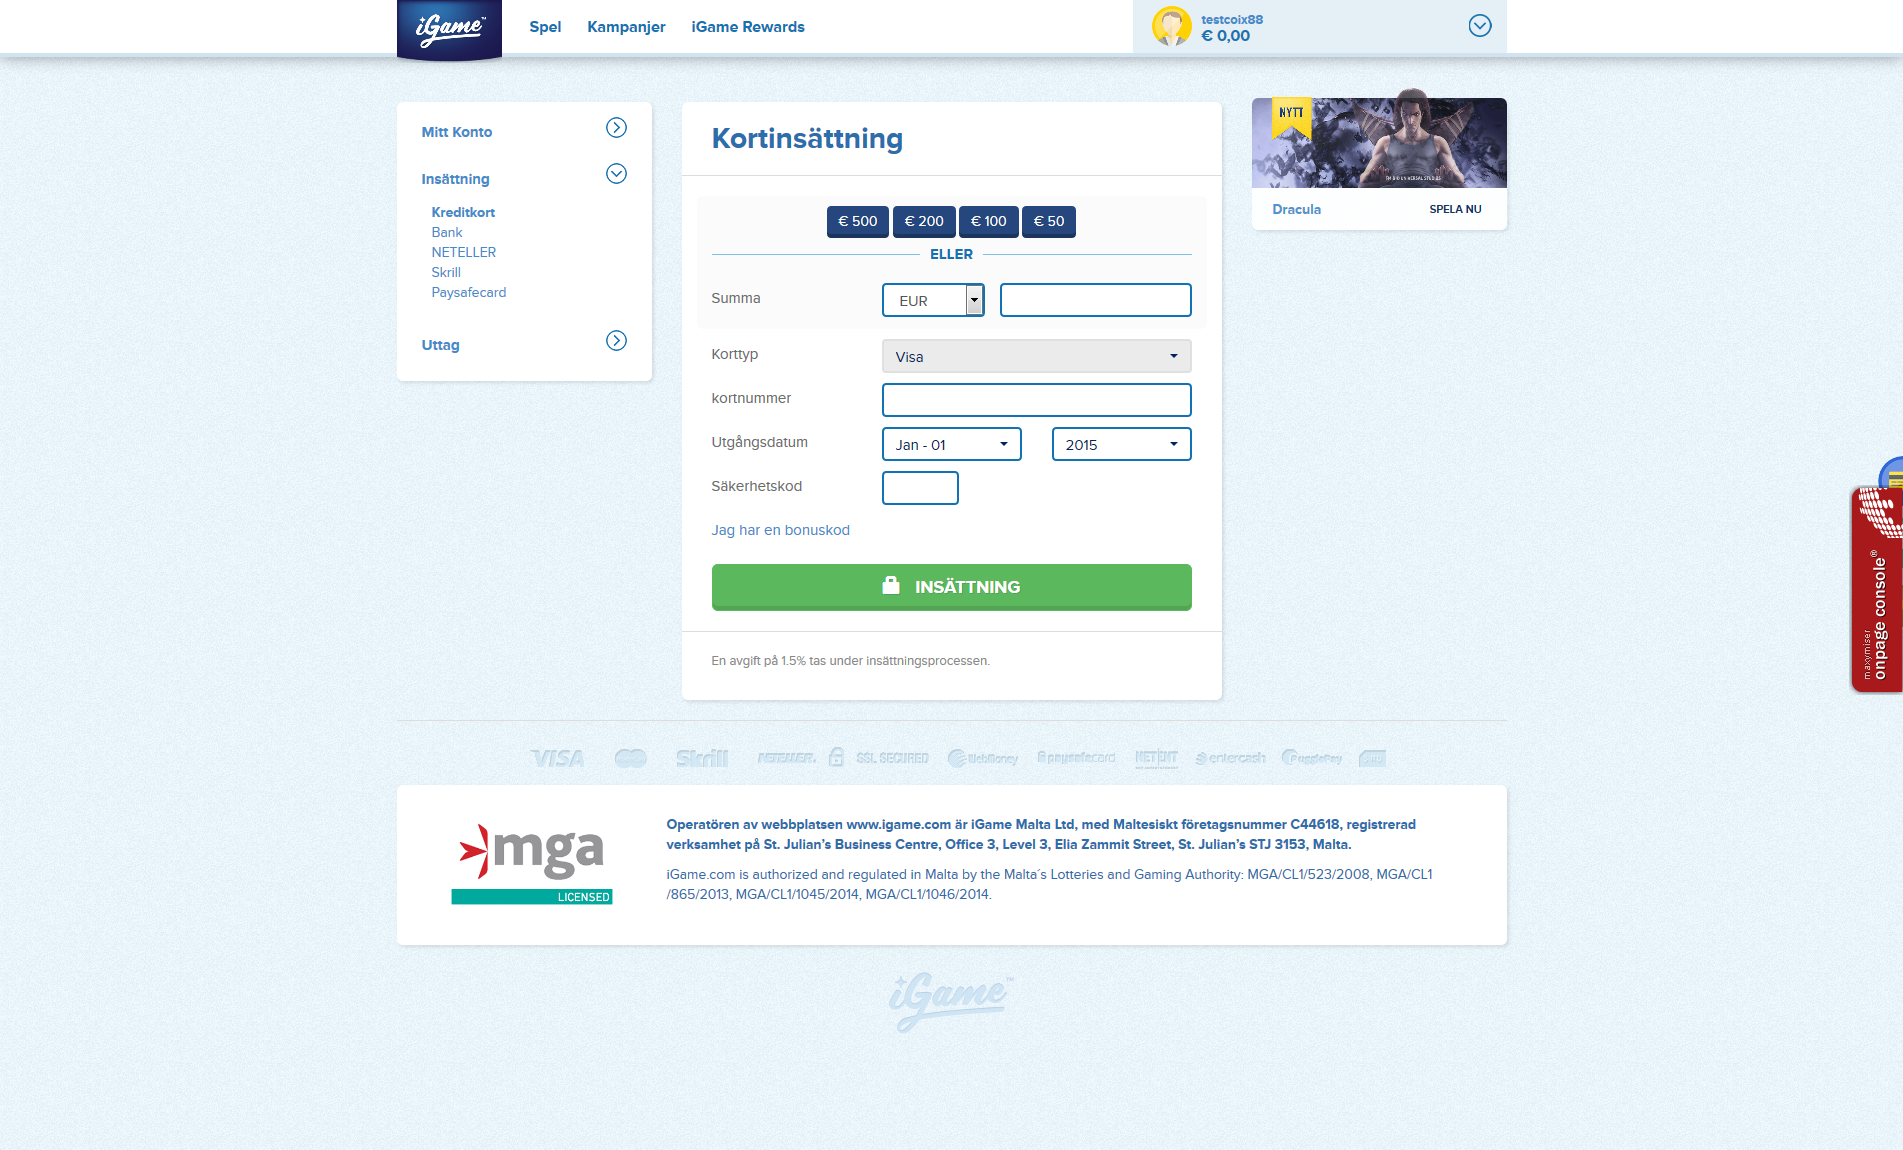 iGame™
Spel Kampanjer iGame Rewards
testcoix88
€ 0,00
Mitt Konto
Insättning
Kreditkort
Bank
NETELLER
Skrill
Paysafecard
Uttag
Kortinsättning
€ 500 € 200 € 100 € 50
ELLER
Summa EUR
Korttyp Visa
kortnummer
Utgångsdatum Jan - 01 2015
Säkerhetskod
Jag har en bonuskod
INSÄTTNING
En avgift på 1.5% tas under insättningsprocessen.
NYTT
Dracula SPELA NU
maxymiser
onpage console®
VISA Skrill NETELLER. SSL SECURED WebMoney paysafecard NETENT entercash EugglePay
mga
LICENSED
Operatören av webbplatsen www.igame.com är iGame Malta Ltd, med Maltesiskt företagsnummer C44618, registrerad
verksamhet på St. Julian’s Business Centre, Office 3, Level 3, Elia Zammit Street, St. Julian’s STJ 3153, Malta.
iGame.com is authorized and regulated in Malta by the Malta´s Lotteries and Gaming Authority: MGA/CL1/523/2008, MGA/CL1
/865/2013, MGA/CL1/1045/2014, MGA/CL1/1046/2014.
iGame™